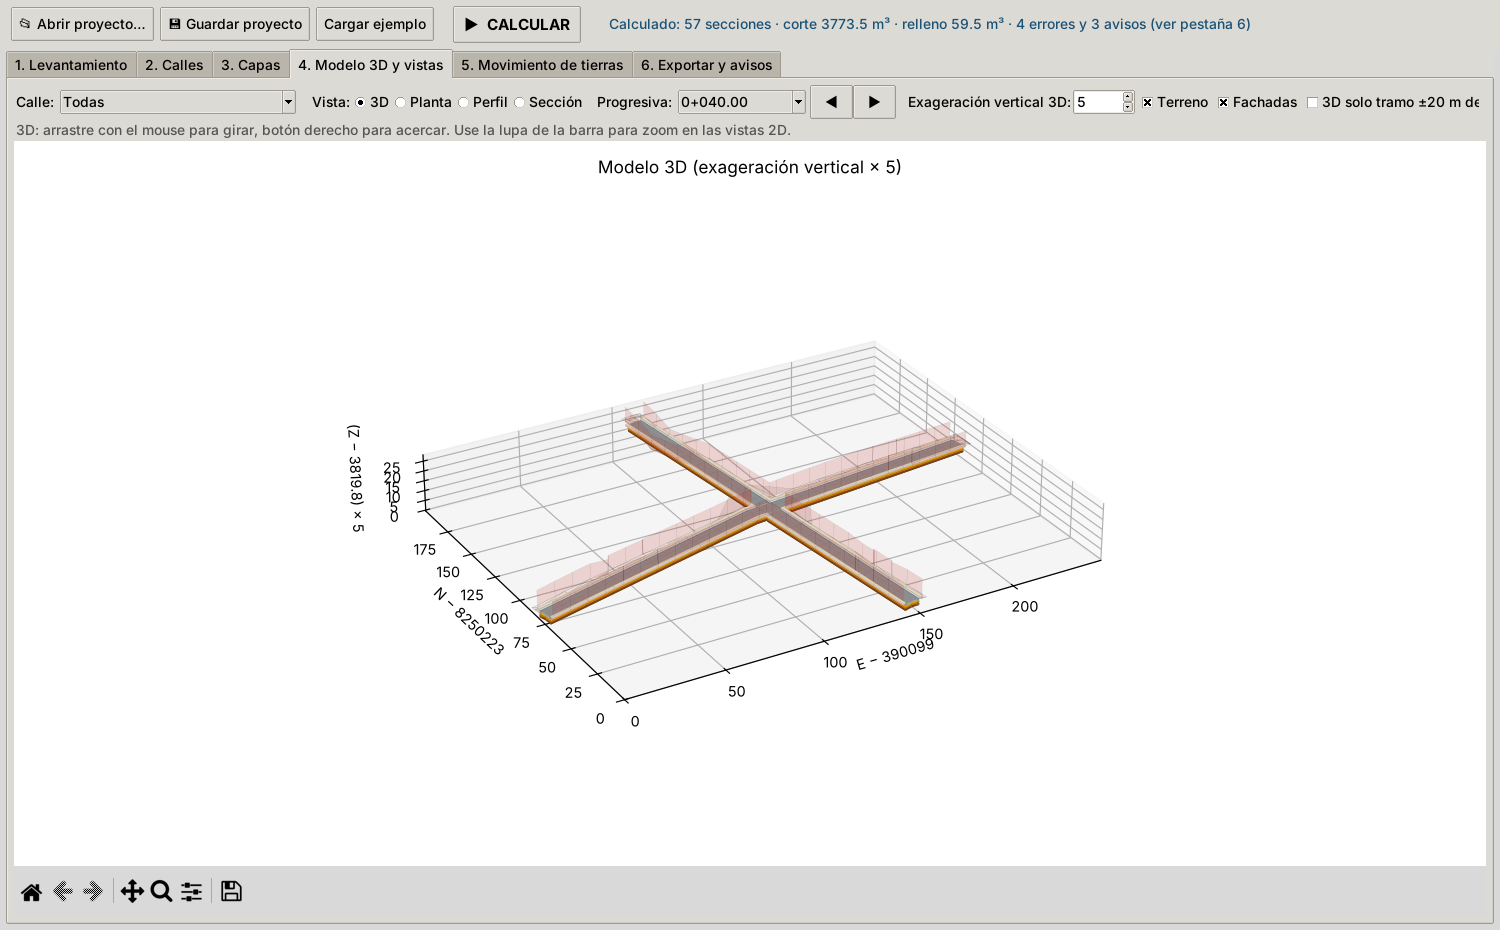 Abrir proyecto... Guardar proyecto Cargar ejemplo ▶ CALCULAR Calculado: 57 secciones · corte 3773.5 m³ · relleno 59.5 m³ · 4 errores y 3 avisos (ver pestaña 6)
1. Levantamiento 2. Calles 3. Capas 4. Modelo 3D y vistas 5. Movimiento de tierras 6. Exportar y avisos
Calle: Todas Vista: 3D Planta Perfil Sección Progresiva: 0+040.00 ◀ ▶ Exageración vertical 3D: 5 Terreno Fachadas 3D solo tramo ±20 m de
3D: arrastre con el mouse para girar, botón derecho para acercar. Use la lupa de la barra para zoom en las vistas 2D.
Modelo 3D (exageración vertical × 5)
(Z − 3819.8) × 5
25
20
15
10
5
0
175
150
125
100
75
50
25
0
N − 8250223
0
50
100
150
200
E − 390099